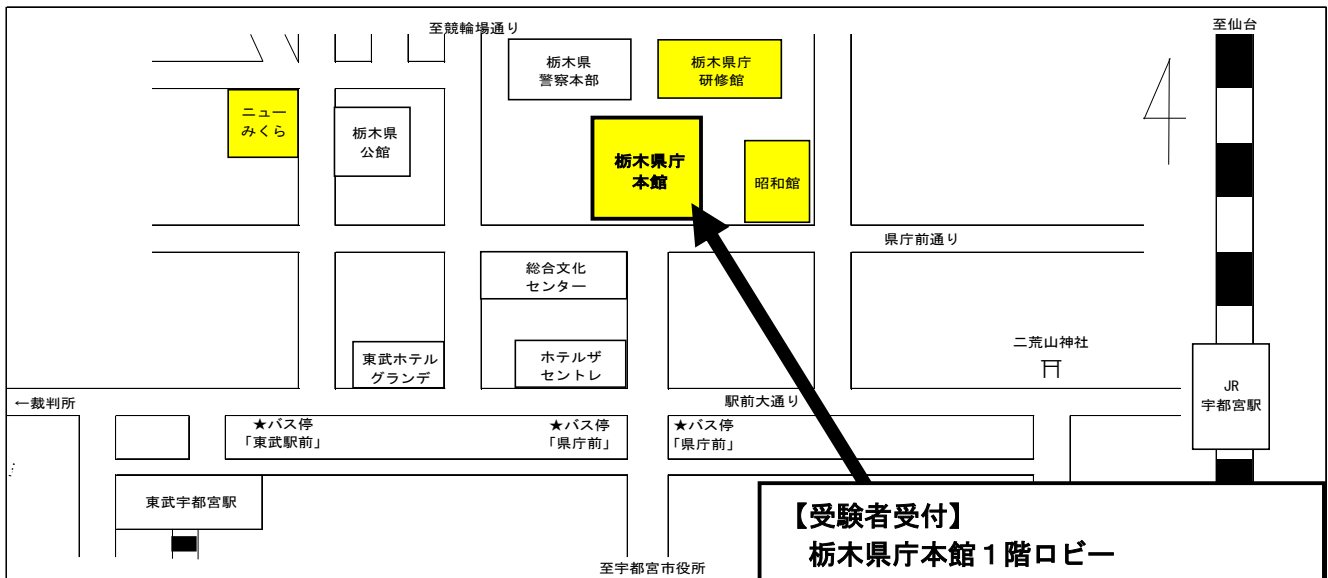 至競輪場通り
至仙台
栃木県
警察本部
栃木県庁
研修館
ニュー
みくら
栃木県
公館
栃木県庁
本館
昭和館
県庁前通り
総合文化
センター
二荒山神社
東武ホテル
グランデ
ホテルザ
セントレ
JR
宇都宮駅
←裁判所
駅前大通り
★バス停
「東武駅前」
★バス停
「県庁前」
★バス停
「県庁前」
東武宇都宮駅
【受験者受付】
栃木県庁本館1階ロビー
至宇都宮市役所